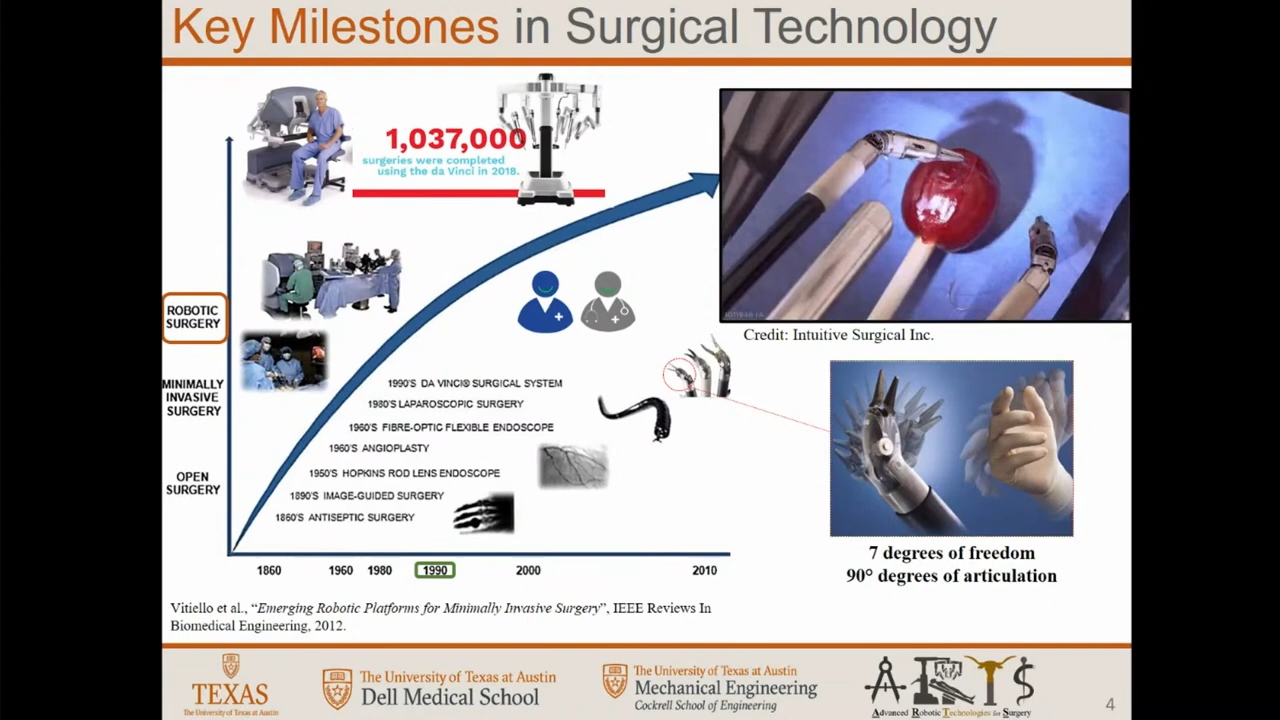 Key Milestones in Surgical Technology
1,037,000
surgeries were completed
using the da Vinci in 2018.
ROBOTIC
SURGERY
MINIMALLY
INVASIVE
SURGERY
OPEN
SURGERY
1990'S DA VINCI® SURGICAL SYSTEM
1980'S LAPAROSCOPIC SURGERY
1960'S FIBRE-OPTIC FLEXIBLE ENDOSCOPE
1960'S ANGIOPLASTY
1950'S HOPKINS ROD LENS ENDOSCOPE
1890'S IMAGE-GUIDED SURGERY
1860'S ANTISEPTIC SURGERY
1860 1960 1980 1990 2000 2010
Credit: Intuitive Surgical Inc.
7 degrees of freedom
90° degrees of articulation
Vitiello et al., “Emerging Robotic Platforms for Minimally Invasive Surgery”, IEEE Reviews In
Biomedical Engineering, 2012.
TEXAS
The University of Texas at Austin
The University of Texas at Austin
Dell Medical School
The University of Texas at Austin
Mechanical Engineering
Cockrell School of Engineering
ARTS
Advanced Robotic Technologies for Surgery
4